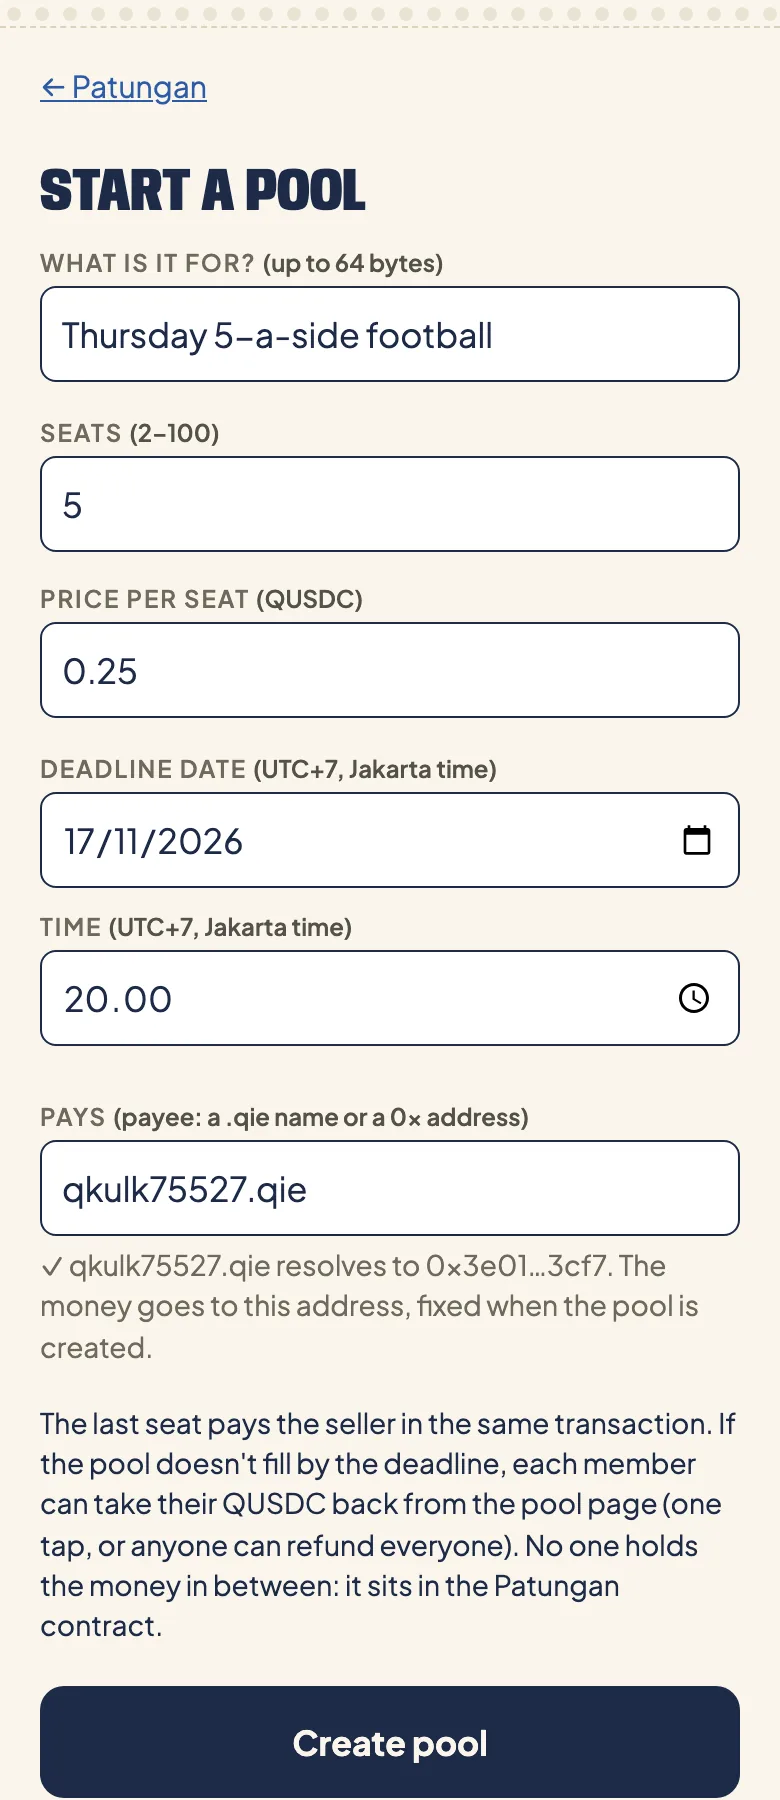 ← Patungan
START A POOL
WHAT IS IT FOR? (up to 64 bytes)
Thursday 5-a-side football
SEATS (2–100)
5
PRICE PER SEAT (QUSDC)
0.25
DEADLINE DATE (UTC+7, Jakarta time)
17/11/2026
TIME (UTC+7, Jakarta time)
20.00
PAYS (payee: a .qie name or a 0x address)
qkulk75527.qie
✓ qkulk75527.qie resolves to 0x3e01…3cf7. The
money goes to this address, fixed when the pool is
created.
The last seat pays the seller in the same transaction. If
the pool doesn't fill by the deadline, each member
can take their QUSDC back from the pool page (one
tap, or anyone can refund everyone). No one holds
the money in between: it sits in the Patungan
contract.
Create pool